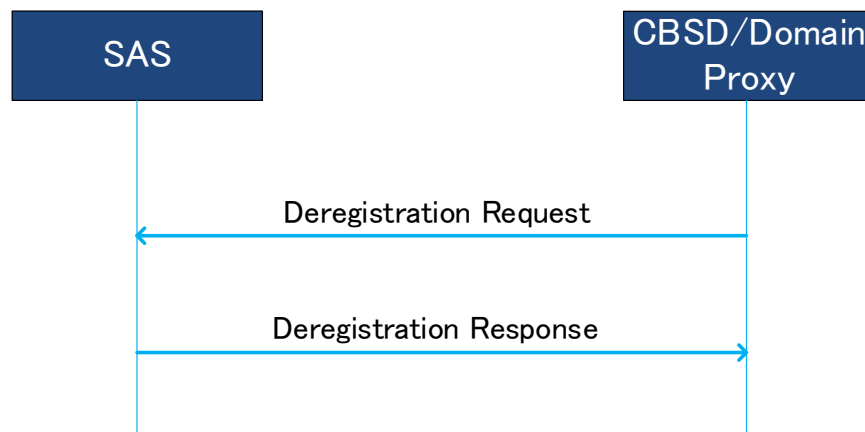 SAS
CBSD/Domain
Proxy
Deregistration Request
Deregistration Response